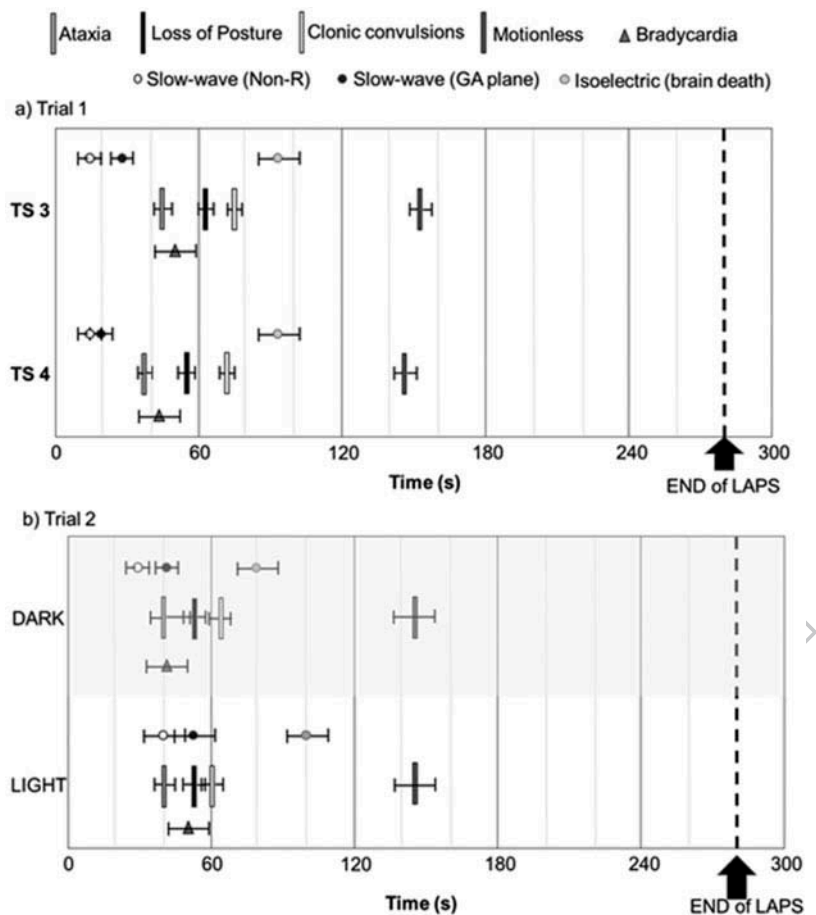 Ataxia Loss of Posture Clonic convulsions Motionless Bradycardia
Slow-wave (Non-R) Slow-wave (GA plane) Isoelectric (brain death)
a) Trial 1
TS 3
TS 4
0 60 120 180 240 300
Time (s)
END of LAPS
b) Trial 2
DARK
LIGHT
0 60 120 180 240 300
Time (s)
END of LAPS